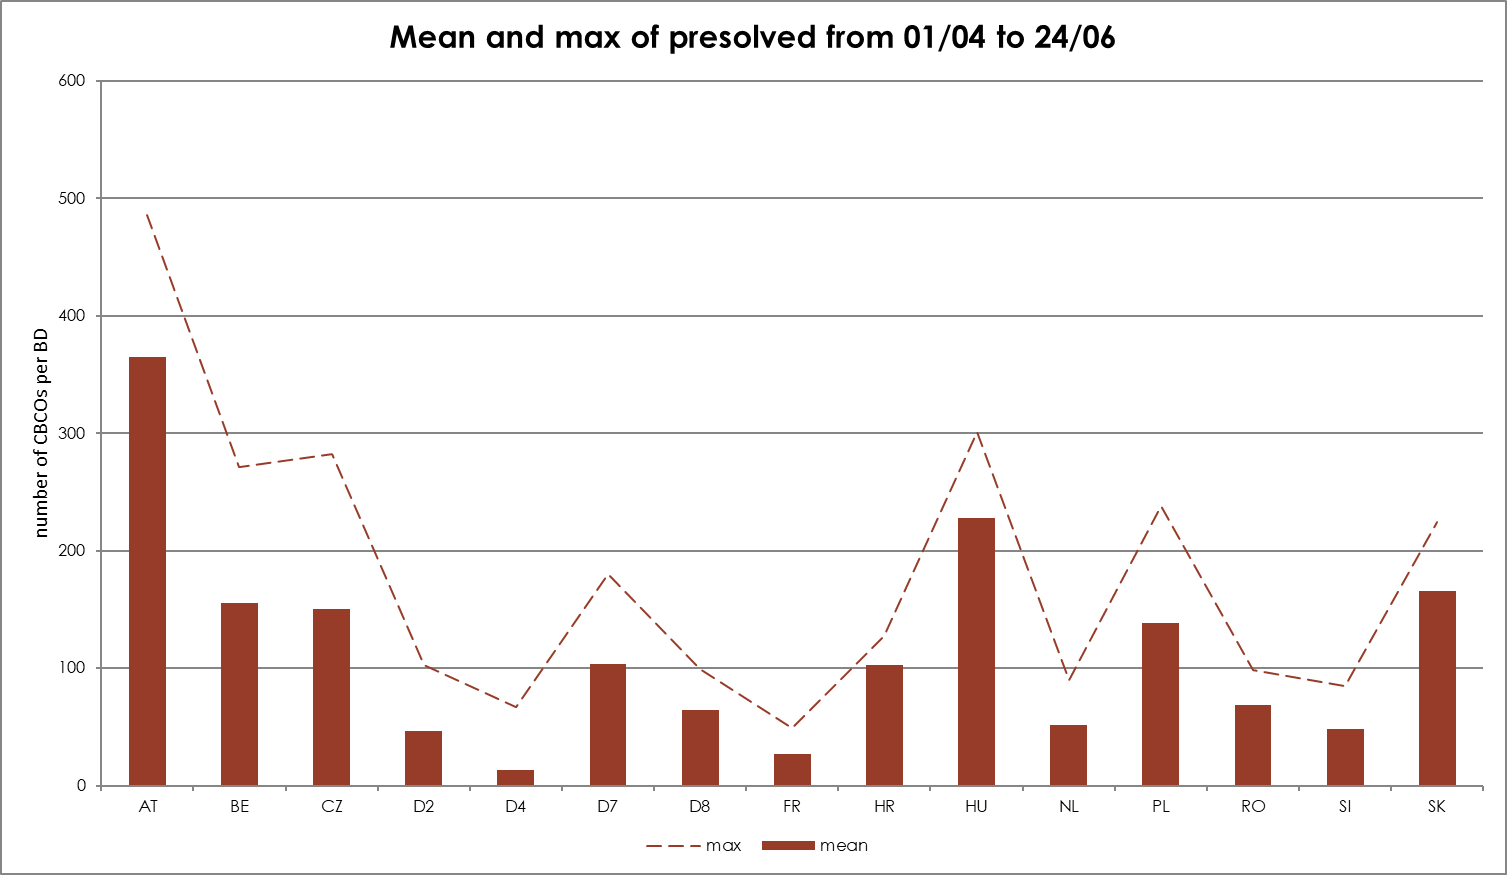 Mean and max of presolved from 01/04 to 24/06
600
500
400
300
200
100
0
number of CBCOs per BD
AT BE CZ D2 D4 D7 D8 FR HR HU NL PL RO SI SK
max mean